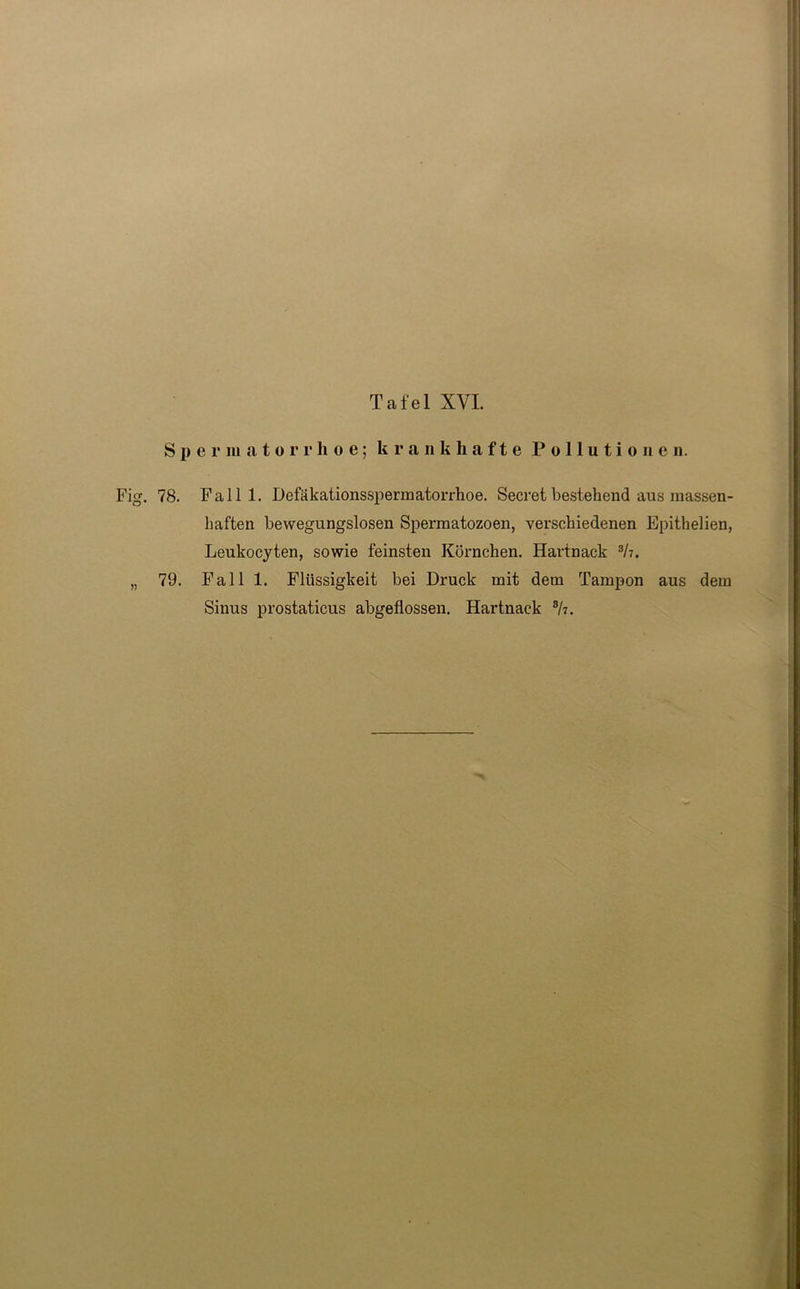 Tafel XVI.
Spermatorrhoe; krankhafte Pollutionen.
Fig. 78. Fall 1. Defäkationsspermatorrhoe. Secret bestehend aus massen-
haften bewegungslosen Spermatozoen, verschiedenen Epithelien,
Leukocyten, sowie feinsten Körnchen. Hartnack 3/7.
„ 79. Fall 1. Flüssigkeit bei Druck mit dem Tampon aus dem
Sinus prostaticus abgeflossen. Hartnack 3/7.